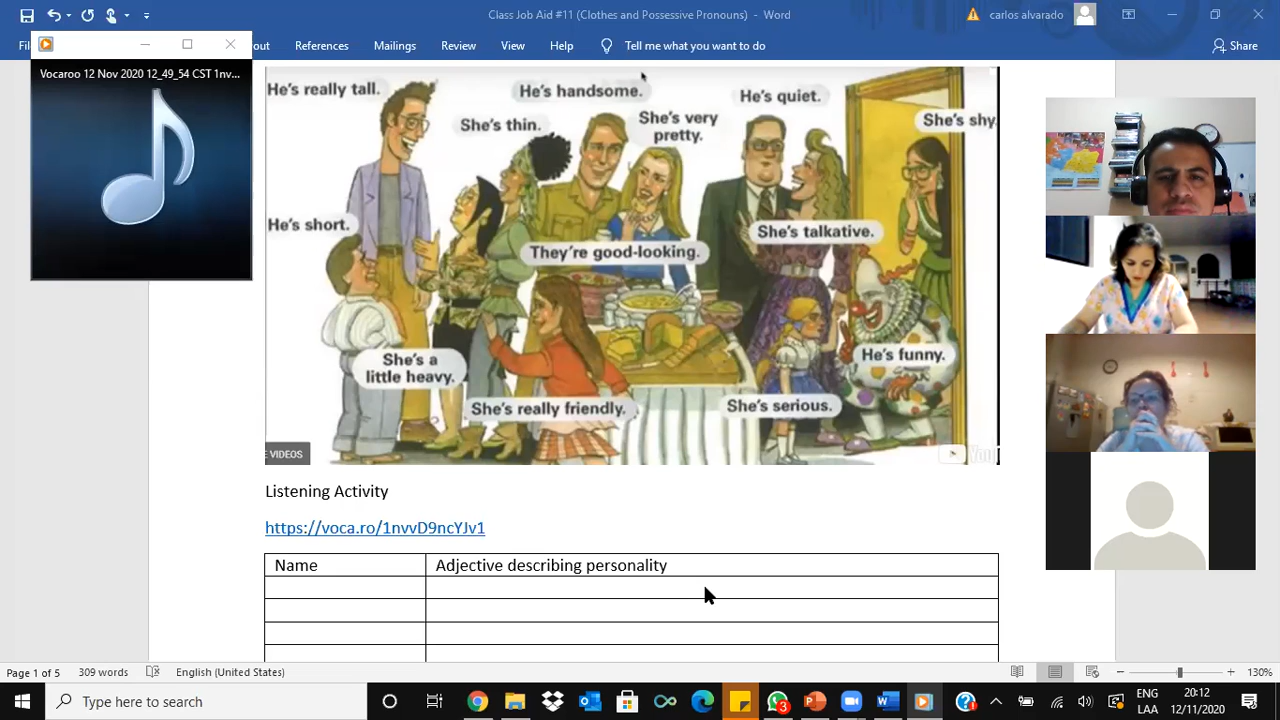 Class Job Aid #11 (Clothes and Possessive Pronouns) - Word
carlos alvarado
out
References
Mailings
Review
View
Help
Tell me what you want to do
Share
Vocaroo 12 Nov 2020 12_49_54 CST 1nv...
He's really tall.
He's handsome.
He's quiet.
She's thin.
She's very
pretty.
She's shy.
He's short.
She's talkative.
They're good-looking.
She's a
little heavy.
He's funny.
She's really friendly.
She's serious.
E VIDEOS
Listening Activity
https://voca.ro/1nvvD9ncYJv1
Name
Adjective describing personality
Page 1 of 5
309 words
English (United States)
130%
Type here to search
3
ENG
LAA
20:12
12/11/2020